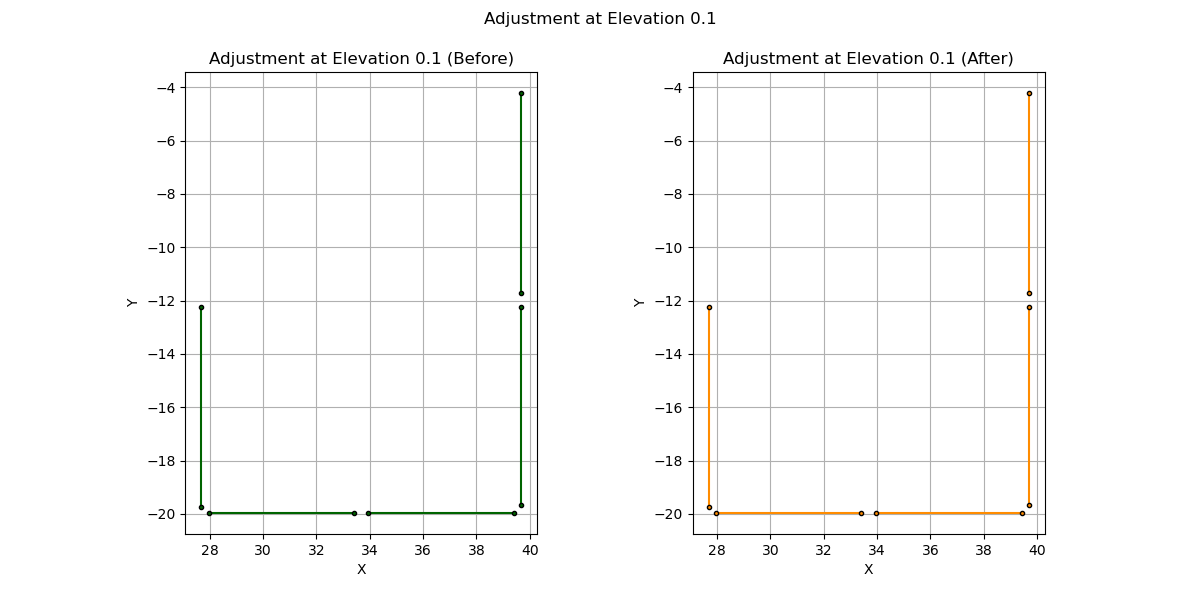 Adjustment at Elevation 0.1
Adjustment at Elevation 0.1 (Before)
−4
−6
−8
−10
−12
−14
−16
−18
−20
Y
28 30 32 34 36 38 40
X
Adjustment at Elevation 0.1 (After)
−4
−6
−8
−10
−12
−14
−16
−18
−20
Y
28 30 32 34 36 38 40
X